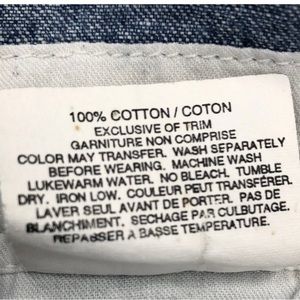 100% COTTON / COTON
EXCLUSIVE OF TRIM
GARNITURE NON COMPRISE
COLOR MAY TRANSFER. WASH SEPARATELY
BEFORE WEARING. MACHINE WASH
LUKEWARM WATER. NO BLEACH. TUMBLE
DRY. IRON LOW. COULEUR PEUT TRANSFÉRER.
LAVER SEUL AVANT DE PORTER. PAS DE
BLANCHIMENT. SECHAGE PAR CULBUTAGE.
REPASSER A BASSE TEMPERATURE.